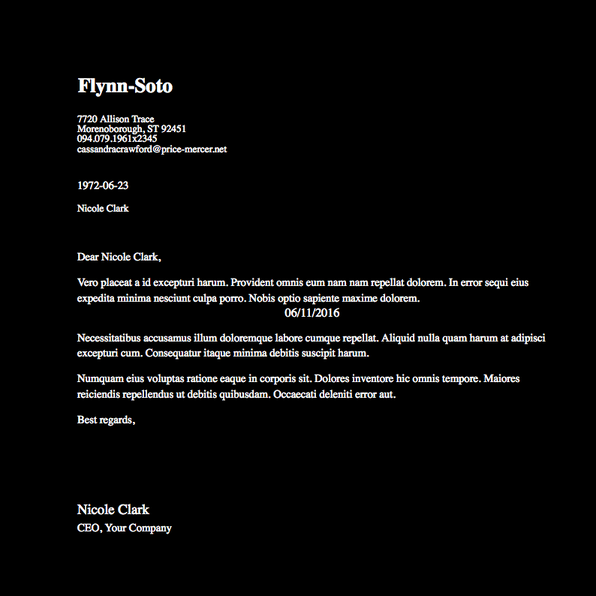 Flynn-Soto
7720 Allison Trace
Morenoborough, ST 92451
094.079.1961x2345
cassandracrawford@price-mercer.net
1972-06-23
Nicole Clark
Dear Nicole Clark,
Vero placeat a id excepturi harum. Provident omnis eum nam nam repellat dolorem. In error sequi eius
expedita minima nesciunt culpa porro. Nobis optio sapiente maxime dolorem.
06/11/2016
Necessitatibus accusamus illum doloremque labore cumque repellat. Aliquid nulla quam harum at adipisci
excepturi cum. Consequatur itaque minima debitis suscipit harum.
Numquam eius voluptas ratione eaque in corporis sit. Dolores inventore hic omnis tempore. Maiores
reiciendis repellendus ut debitis quibusdam. Occaecati deleniti error aut.
Best regards,
Nicole Clark
CEO, Your Company